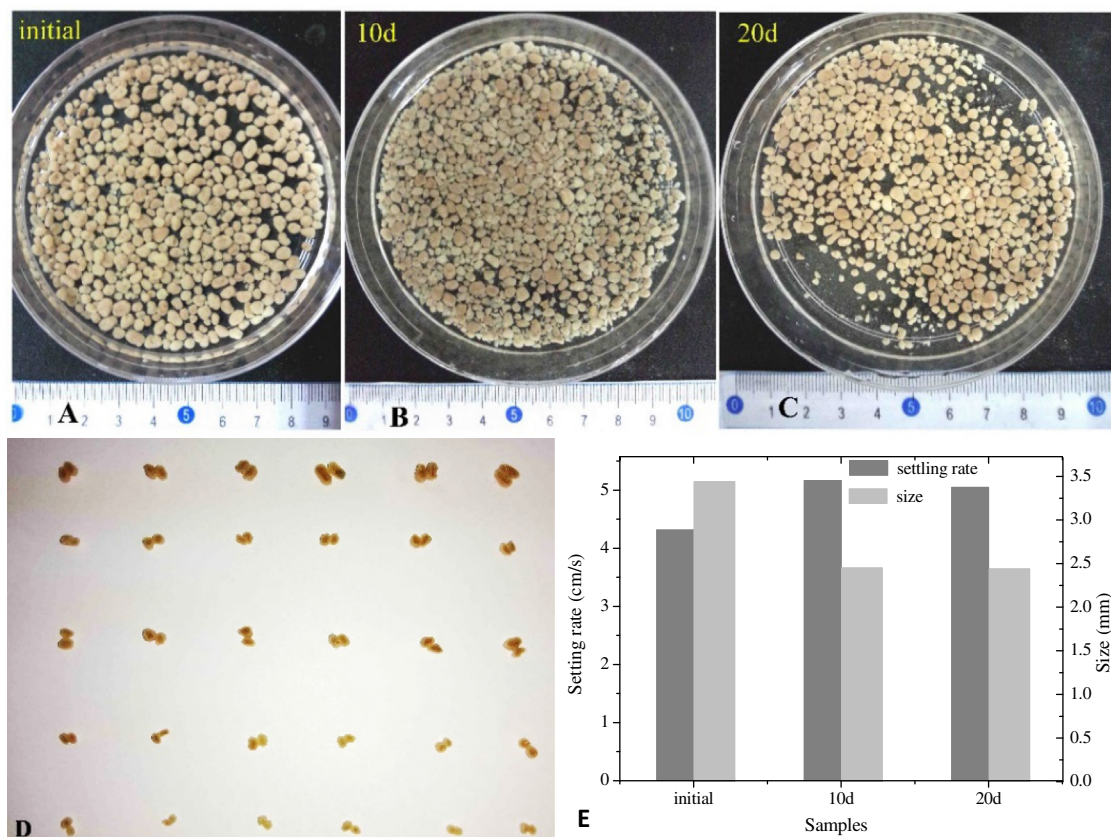 initial
10d
20d
0 1 2 3 4 5 6 7 8 9
A
0 1 2 3 4 5 6 7 8 9 10
B
0 1 2 3 4 5 6 7 8 9 10
C
D
settling rate
size
Setting rate (cm/s)
5
4
3
2
1
0
3.5
3.0
2.5
2.0
1.5
1.0
0.5
0.0
Size (mm)
initial 10d 20d
Samples
E